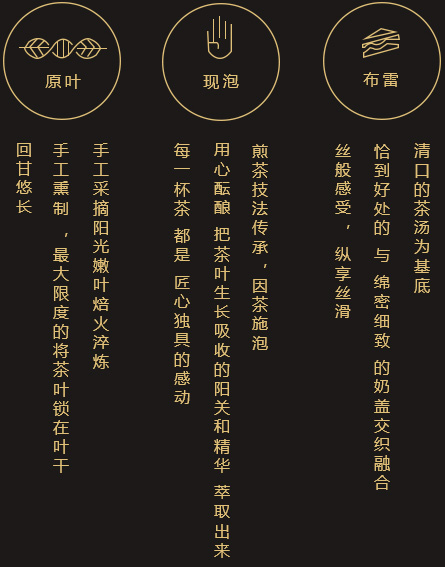 原叶
手工采摘阳光嫩叶焙火淬炼
手工熏制，最大限度的将茶叶锁在叶干
回甘悠长
现泡
煎茶技法传承，因茶施泡
用心酝酿 把茶叶生长吸收的阳关和精华 萃取出来
每一杯茶 都是 匠心独具的感动
布雷
清口的茶汤为基底
恰到好处的 与 绵密细致 的奶盖交织融合
丝般感受，纵享丝滑